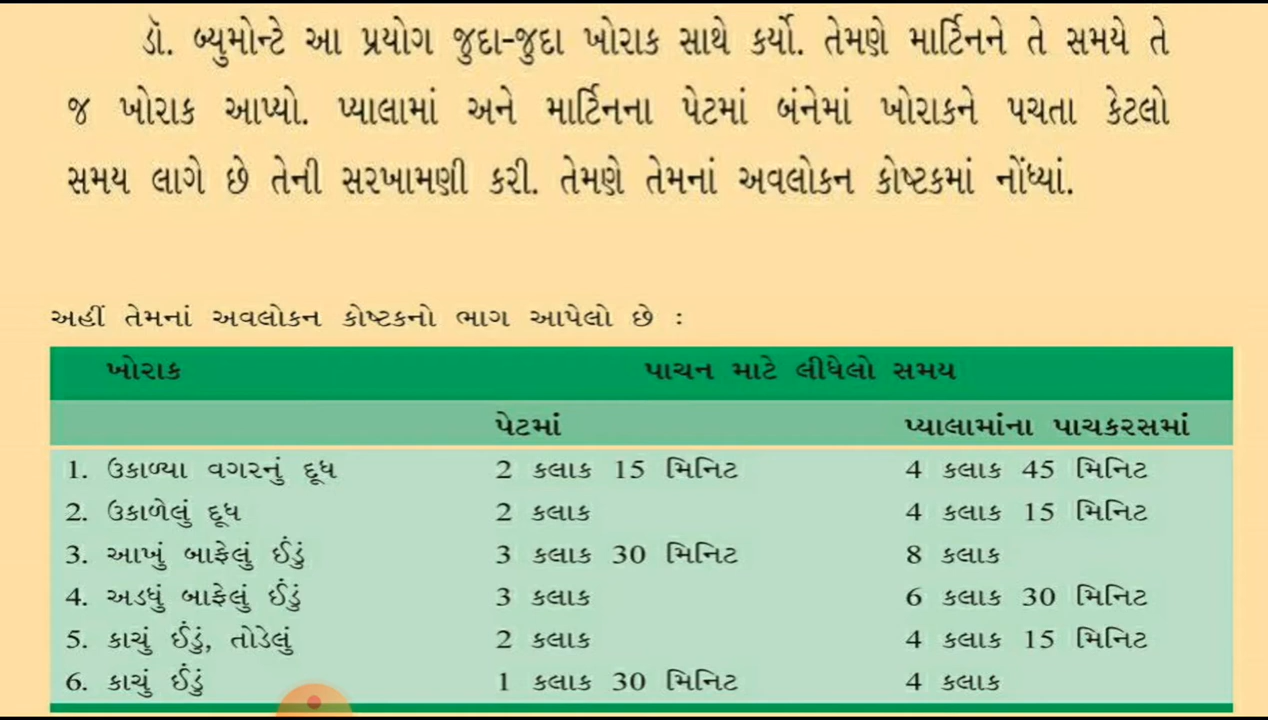 ડૉ. બ્યુમોન્ટે આ પ્રયોગ જુદા-જુદા ખોરાક સાથે કર્યો. તેમણે માર્ટિનને તે સમયે તે
જ ખોરાક આપ્યો. પ્યાલામાં અને માર્ટિનના પેટમાં બંનેમાં ખોરાકને પચતા કેટલો
સમય લાગે છે તેની સરખામણી કરી. તેમણે તેમનાં અવલોકન કોષ્ટકમાં નોંધ્યાં.
અહીં તેમનાં અવલોકન કોષ્ટકનો ભાગ આપેલો છે :
ખોરાક પાચન માટે લીધેલો સમય
પેટમાં પ્યાલામાંના પાચકરસમાં
1. ઉકાળ્યા વગરનું દૂધ 2 કલાક 15 મિનિટ 4 કલાક 45 મિનિટ
2. ઉકાળેલું દૂધ 2 કલાક 4 કલાક 15 મિનિટ
3. આખું બાફેલું ઈંડું 3 કલાક 30 મિનિટ 8 કલાક
4. અડધું બાફેલું ઈંડું 3 કલાક 6 કલાક 30 મિનિટ
5. કાચું ઈંડું, તોડેલું 2 કલાક 4 કલાક 15 મિનિટ
6. કાચું ઈંડું 1 કલાક 30 મિનિટ 4 કલાક